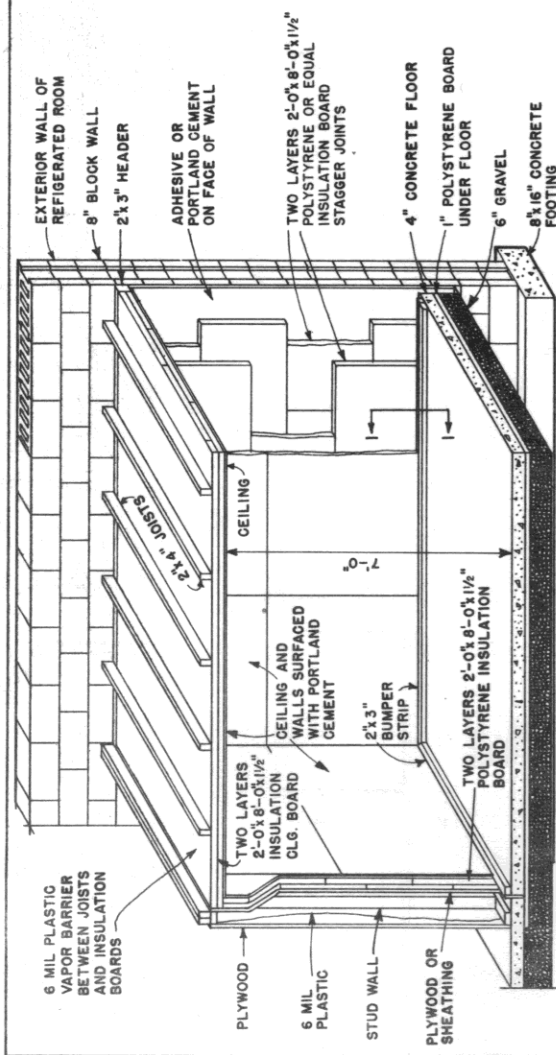 6 MIL PLASTIC
VAPOR BARRIER
BETWEEN JOISTS
AND INSULATION
BOARDS
PLYWOOD
6 MIL
PLASTIC
STUD WALL
PLYWOOD OR
SHEATHING
2"x 4" JOISTS
TWO LAYERS
2'-0"x 8'-0"x 1½"
INSULATION
CLG. BOARD
CEILING AND
WALLS SURFACED
WITH PORTLAND
CEMENT
2"x 3"
BUMPER
STRIP
TWO LAYERS 2'-0"x 8'-0"x 1½"
POLYSTYRENE INSULATION
BOARD
CEILING
7'-0"
1
1
EXTERIOR WALL OF
REFIGERATED ROOM
8" BLOCK WALL
2"x 3" HEADER
ADHESIVE OR
PORTLAND CEMENT
ON FACE OF WALL
TWO LAYERS 2'-0"x 8'-0"x 1½"
POLYSTYRENE OR EQUAL
INSULATION BOARD
STAGGER JOINTS
4" CONCRETE FLOOR
1" POLYSTYRENE BOARD
UNDER FLOOR
6" GRAVEL
8"x 16" CONCRETE
FOOTING